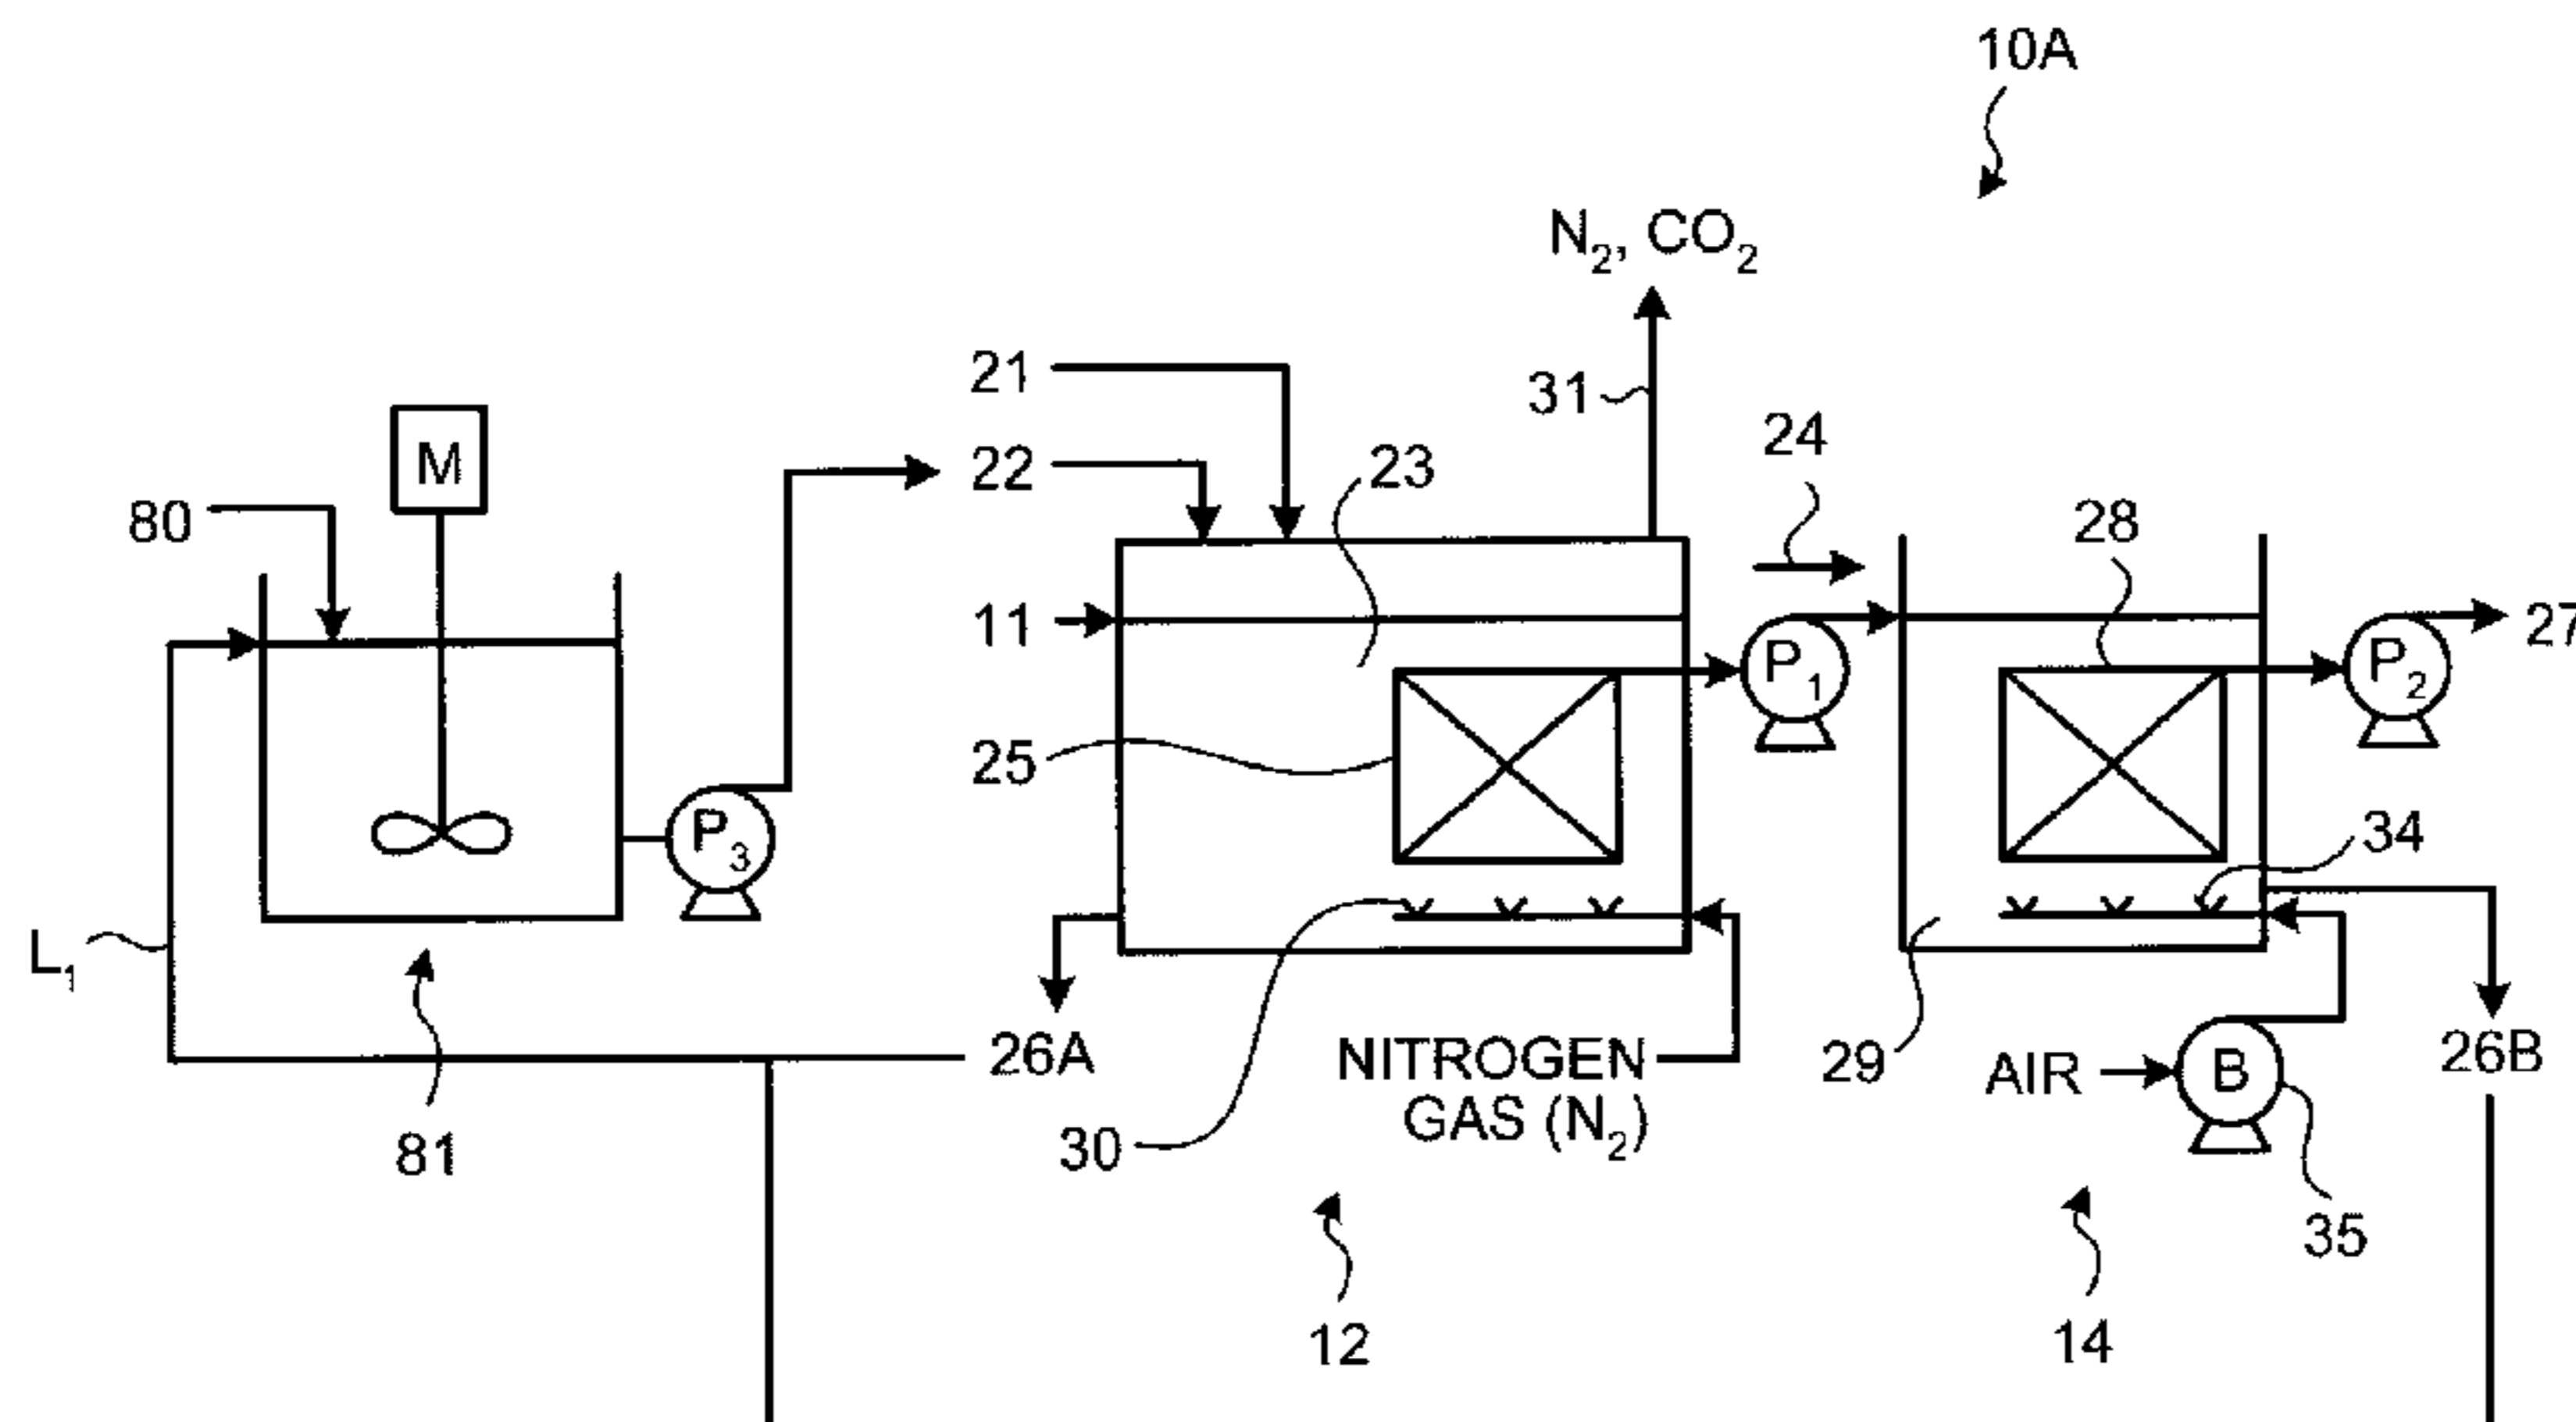 10A
N₂, CO₂
21
31
24
M
22
23
80
28
11
P₁
P₂
27
25
P₃
34
L₁
26A
NITROGEN
GAS (N₂)
29
AIR
B
26B
30
81
35
12
14